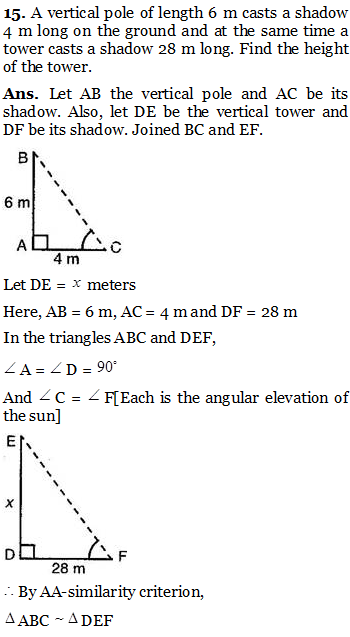 15. A vertical pole of length 6 m casts a shadow
4 m long on the ground and at the same time a
tower casts a shadow 28 m long. Find the height
of the tower.
Ans. Let AB the vertical pole and AC be its
shadow. Also, let DE be the vertical tower and
DF be its shadow. Joined BC and EF.
B
6 m
A
C
4 m
Let DE = x meters
Here, AB = 6 m, AC = 4 m and DF = 28 m
In the triangles ABC and DEF,
∠A = ∠D = 90°
And ∠C = ∠F[Each is the angular elevation of
the sun]
E
x
D
F
28 m
∴ By AA-similarity criterion,
ΔABC ~ ΔDEF